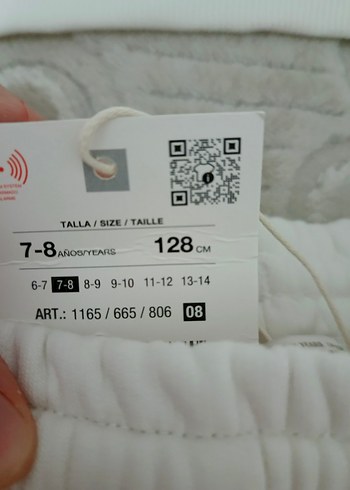 TALLA / SIZE / TAILLE
7-8 AÑOS/YEARS 128 CM
6-7 7-8 8-9 9-10 11-12 13-14
ART.: 1165 / 665 / 806 08